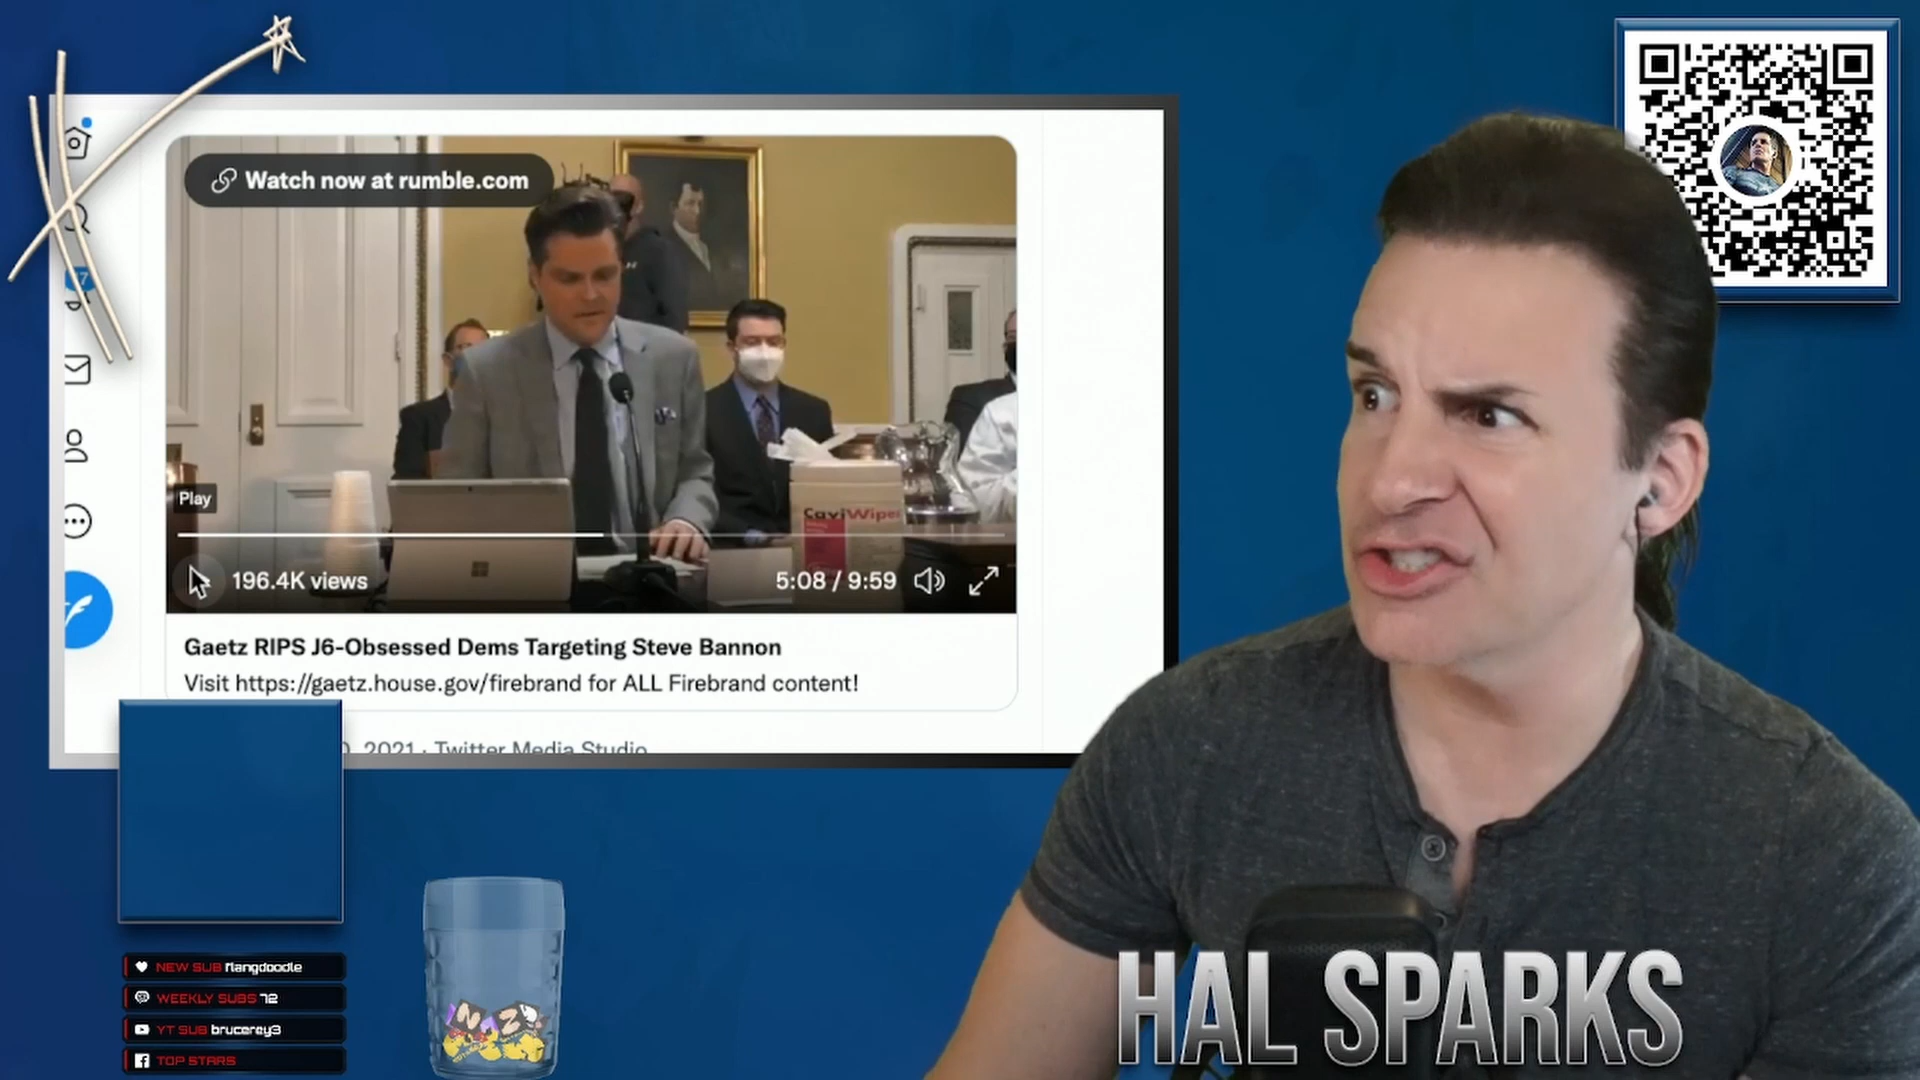 Watch now at rumble.com
Play
196.4K views
5:08 / 9:59
CaviWipes
Gaetz RIPS J6-Obsessed Dems Targeting Steve Bannon
Visit https://gaetz.house.gov/firebrand for ALL Firebrand content!
, 2021 · Twitter Media Studio
NEW SUB flangdoodle
WEEKLY SUBS 72
YT SUB brucerey3
TOP STARS
HAL SPARKS